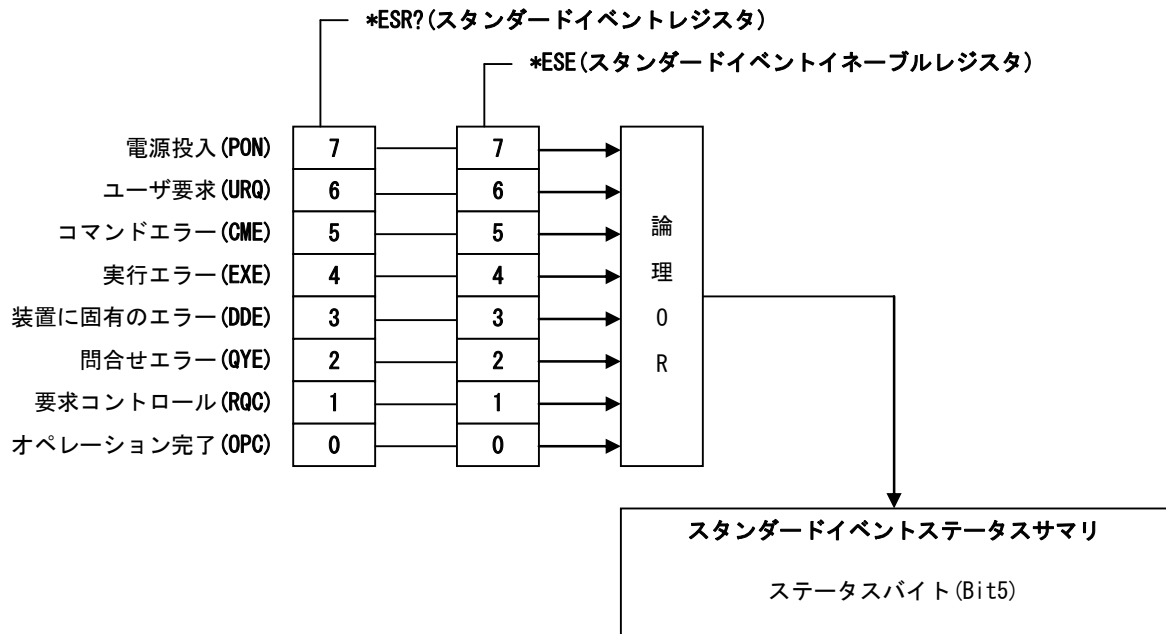 *ESR?(スタンダードイベントレジスタ)
*ESE(スタンダードイベントイネーブルレジスタ)
電源投入(PON) 7 7
ユーザ要求(URQ) 6 6
コマンドエラー(CME) 5 5
実行エラー(EXE) 4 4
装置に固有のエラー(DDE) 3 3
問合せエラー(QYE) 2 2
要求コントロール(RQC) 1 1
オペレーション完了(OPC) 0 0
論
理
O
R
スタンダードイベントステータスサマリ
ステータスバイト(Bit5)